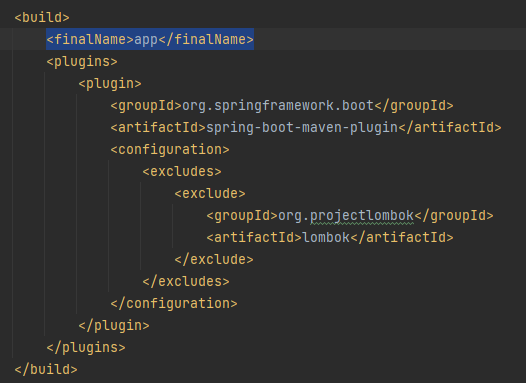 <build>
<finalName>app</finalName>
<plugins>
<plugin>
<groupId>org.springframework.boot</groupId>
<artifactId>spring-boot-maven-plugin</artifactId>
<configuration>
<excludes>
<exclude>
<groupId>org.projectlombok</groupId>
<artifactId>lombok</artifactId>
</exclude>
</excludes>
</configuration>
</plugin>
</plugins>
</build>